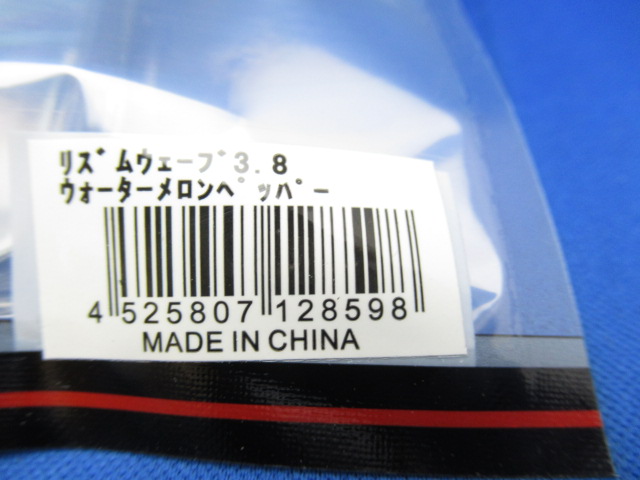 ﾘｽﾞﾑｳｪｰﾌﾞ3.8
ｳｫｰﾀｰﾒﾛﾝﾍﾟｯﾊﾟｰ
4 525807 128598
MADE IN CHINA